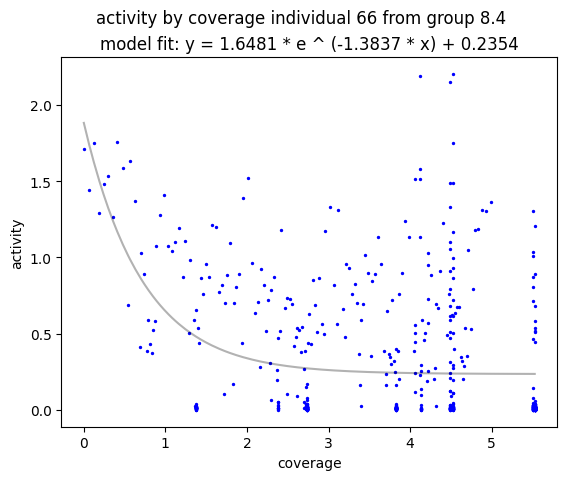 activity by coverage individual 66 from group 8.4
model fit: y = 1.6481 * e ^ (-1.3837 * x) + 0.2354
2.0
1.5
1.0
0.5
0.0
activity
0 1 2 3 4 5
coverage